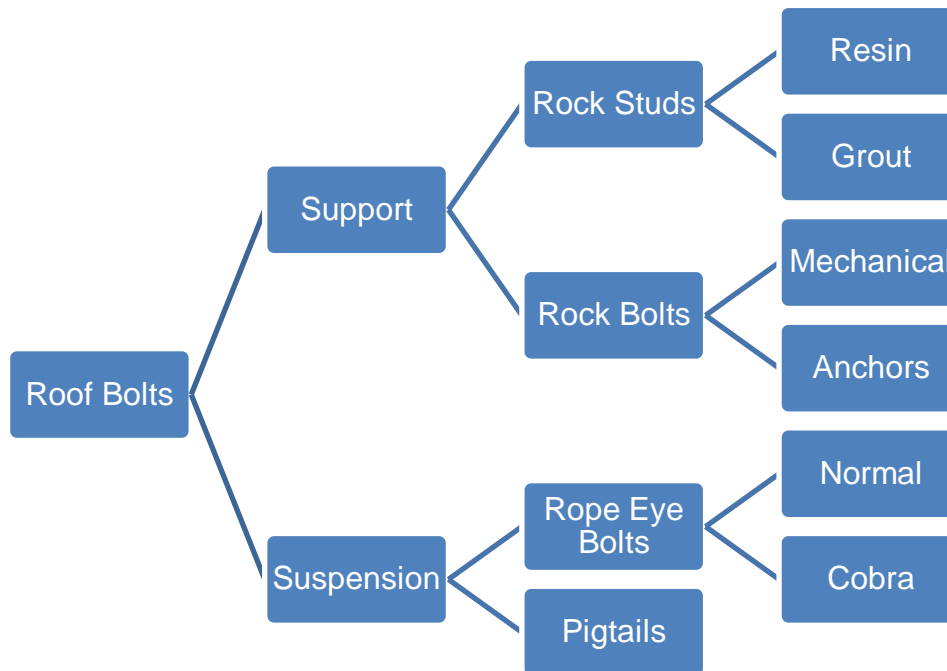 Resin
Rock Studs
Grout
Support
Mechanical
Rock Bolts
Anchors
Roof Bolts
Normal
Rope Eye
Bolts
Suspension
Cobra
Pigtails